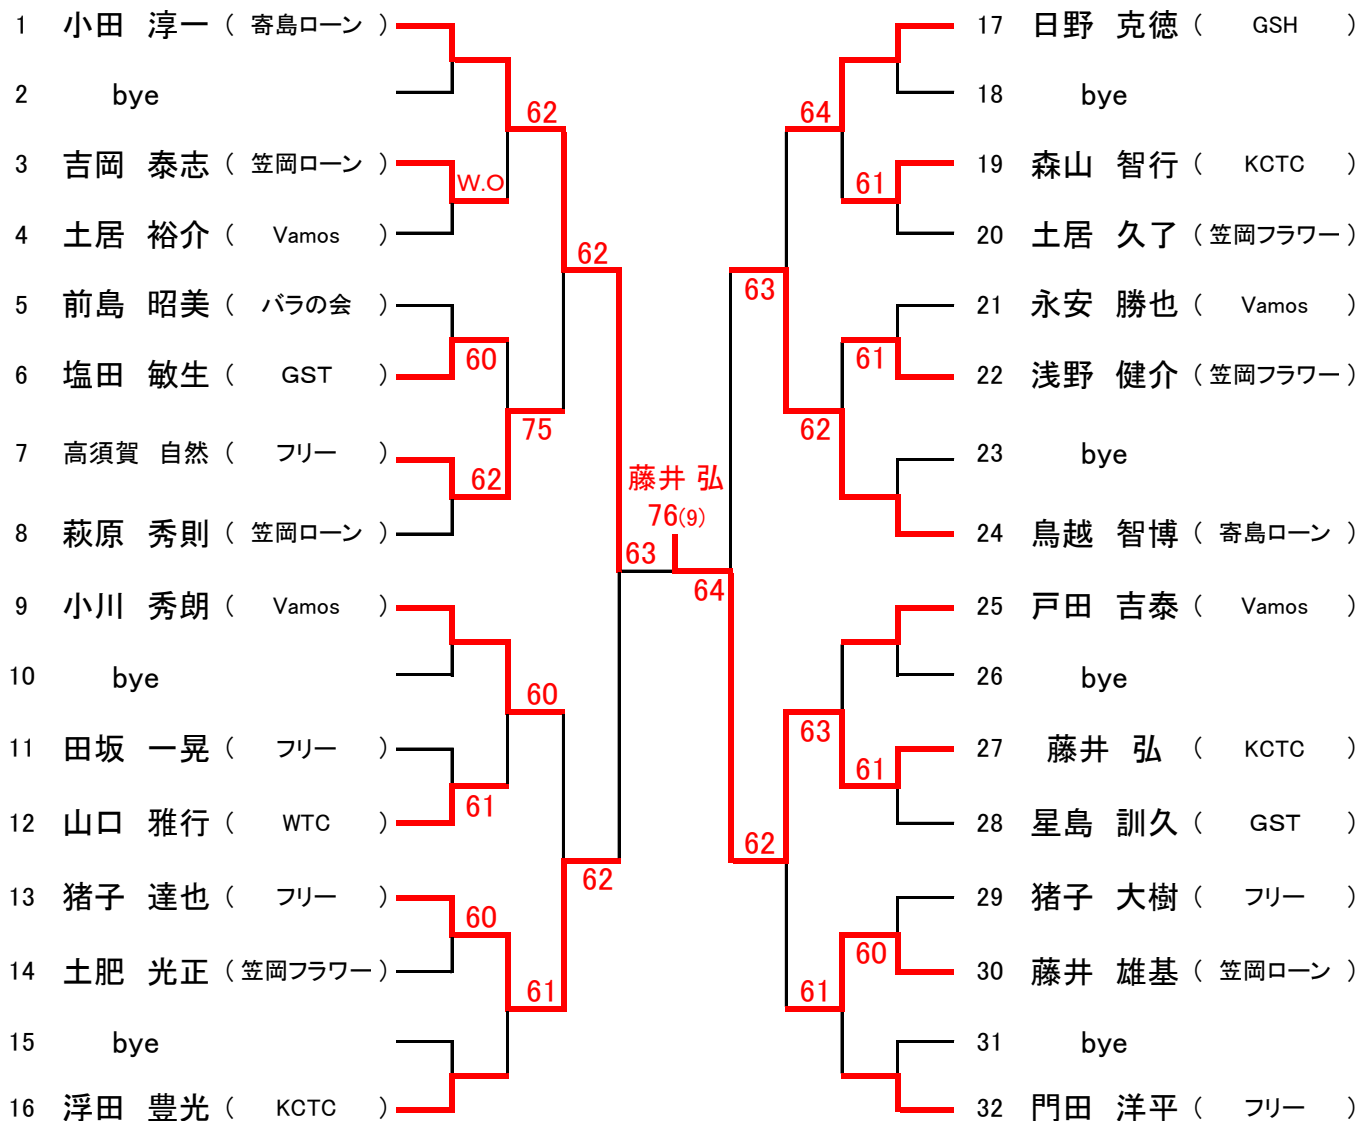 1 小田 淳一 ( 寄島ローン )
2 bye
62
3 吉岡 泰志 ( 笠岡ローン )
W.O
4 土居 裕介 ( Vamos )
62
5 前島 昭美 ( バラの会 )
60
6 塩田 敏生 ( GST )
75
7 高須賀 自然 ( フリー )
62
8 萩原 秀則 ( 笠岡ローン )
63
9 小川 秀朗 ( Vamos )
10 bye
60
11 田坂 一晃 ( フリー )
61
12 山口 雅行 ( WTC )
62
13 猪子 達也 ( フリー )
60
14 土肥 光正 ( 笠岡フラワー )
61
15 bye
16 浮田 豊光 ( KCTC )
藤井 弘
76(9)
17 日野 克徳 ( GSH )
18 bye
64
19 森山 智行 ( KCTC )
61
20 土居 久了 ( 笠岡フラワー )
63
21 永安 勝也 ( Vamos )
61
22 浅野 健介 ( 笠岡フラワー )
62
23 bye
24 鳥越 智博 ( 寄島ローン )
64
25 戸田 吉泰 ( Vamos )
26 bye
63
27 藤井 弘 ( KCTC )
61
28 星島 訓久 ( GST )
62
29 猪子 大樹 ( フリー )
60
30 藤井 雄基 ( 笠岡ローン )
61
31 bye
32 門田 洋平 ( フリー )